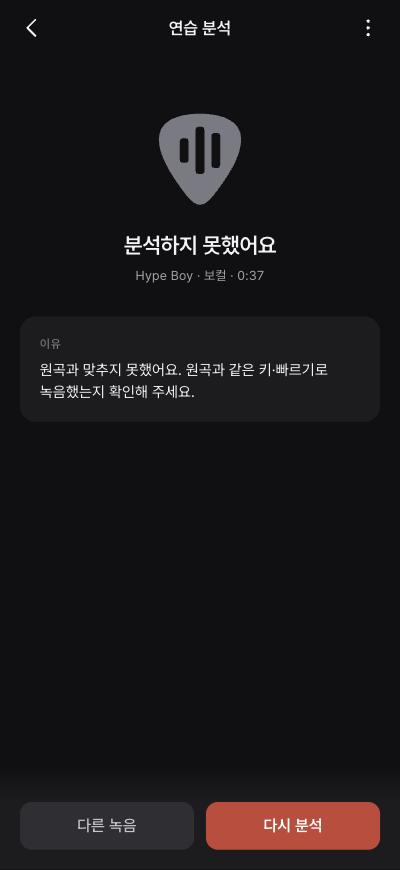 연습 분석
분석하지 못했어요
Hype Boy · 보컬 · 0:37
이유
원곡과 맞추지 못했어요. 원곡과 같은 키·빠르기로
녹음했는지 확인해 주세요.
다른 녹음
다시 분석